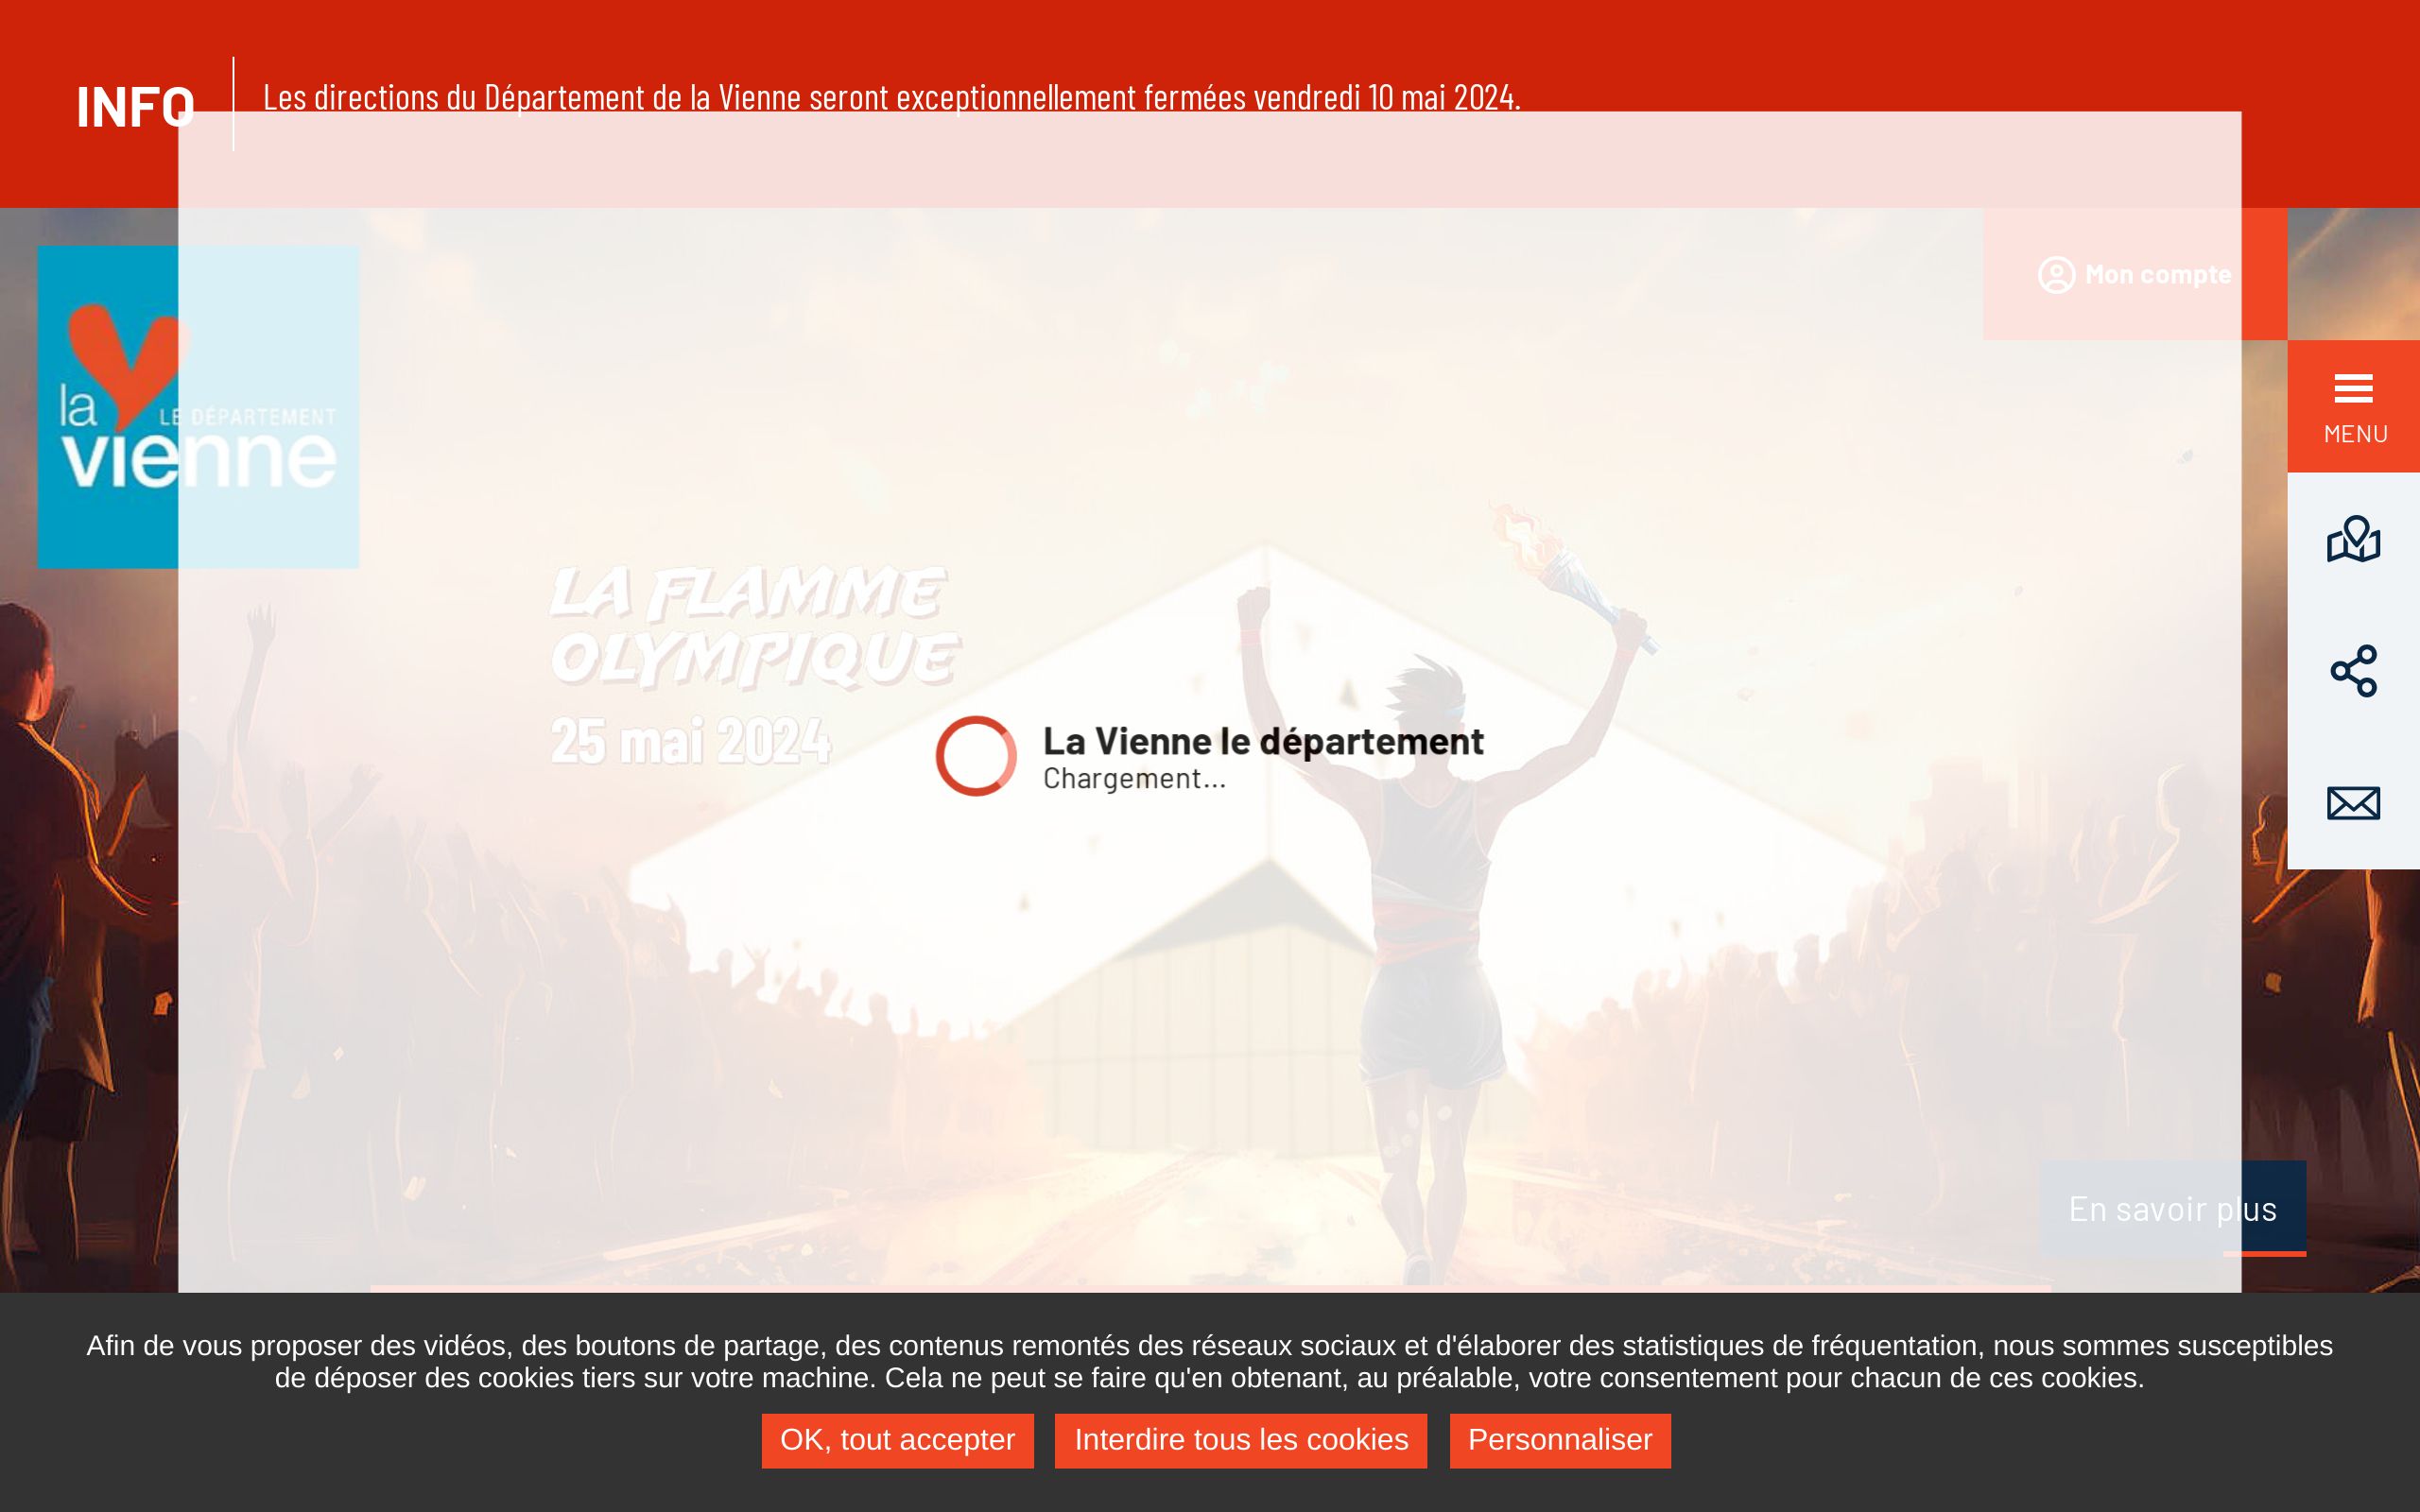 INFO
Les directions du Département de la Vienne seront exceptionnellement fermées vendredi 10 mai 2024.
Mon compte
la
LE DÉPARTEMENT
vienne
MENU
LA FLAMME
OLYMPIQUE
25 mai 2024
La Vienne le département
Chargement...
En savoir plus
Afin de vous proposer des vidéos, des boutons de partage, des contenus remontés des réseaux sociaux et d'élaborer des statistiques de fréquentation, nous sommes susceptibles
de déposer des cookies tiers sur votre machine. Cela ne peut se faire qu'en obtenant, au préalable, votre consentement pour chacun de ces cookies.
OK, tout accepter
Interdire tous les cookies
Personnaliser